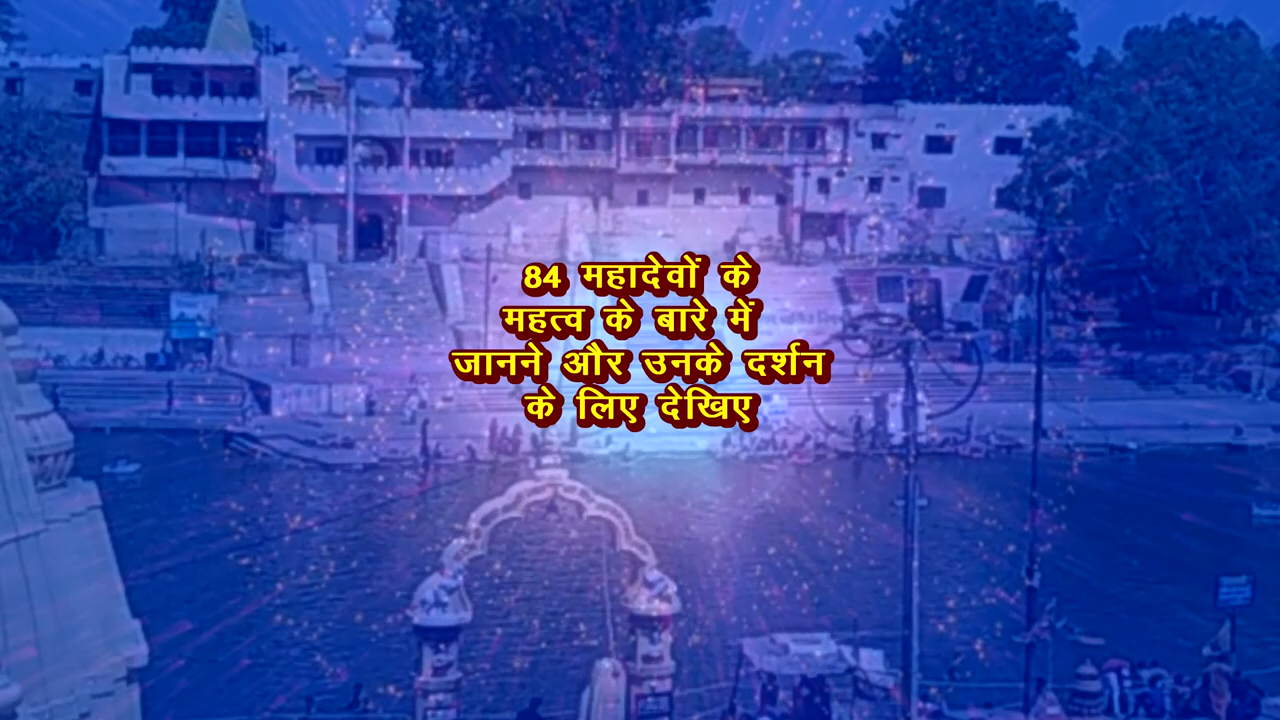 84 महादेवों के
महत्व के बारे में
जानने और उनके दर्शन
के लिए देखिए